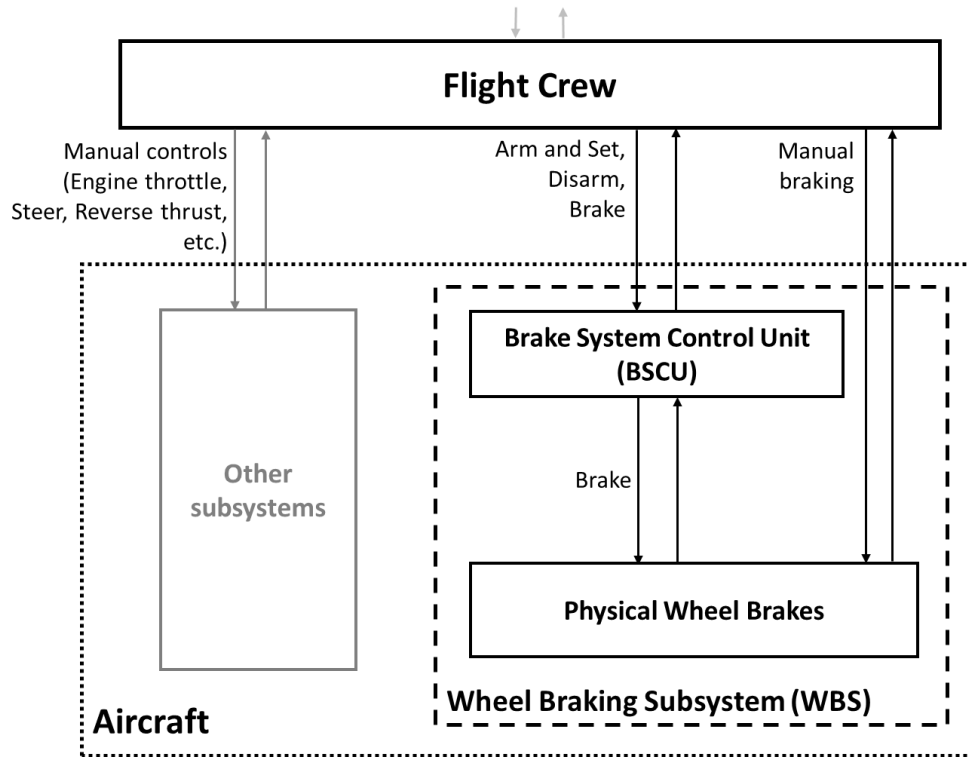 Flight Crew
Manual controls
(Engine throttle,
Steer, Reverse thrust,
etc.)
Arm and Set,
Disarm,
Brake
Manual
braking
Brake System Control Unit
(BSCU)
Other
subsystems
Brake
Physical Wheel Brakes
Wheel Braking Subsystem (WBS)
Aircraft